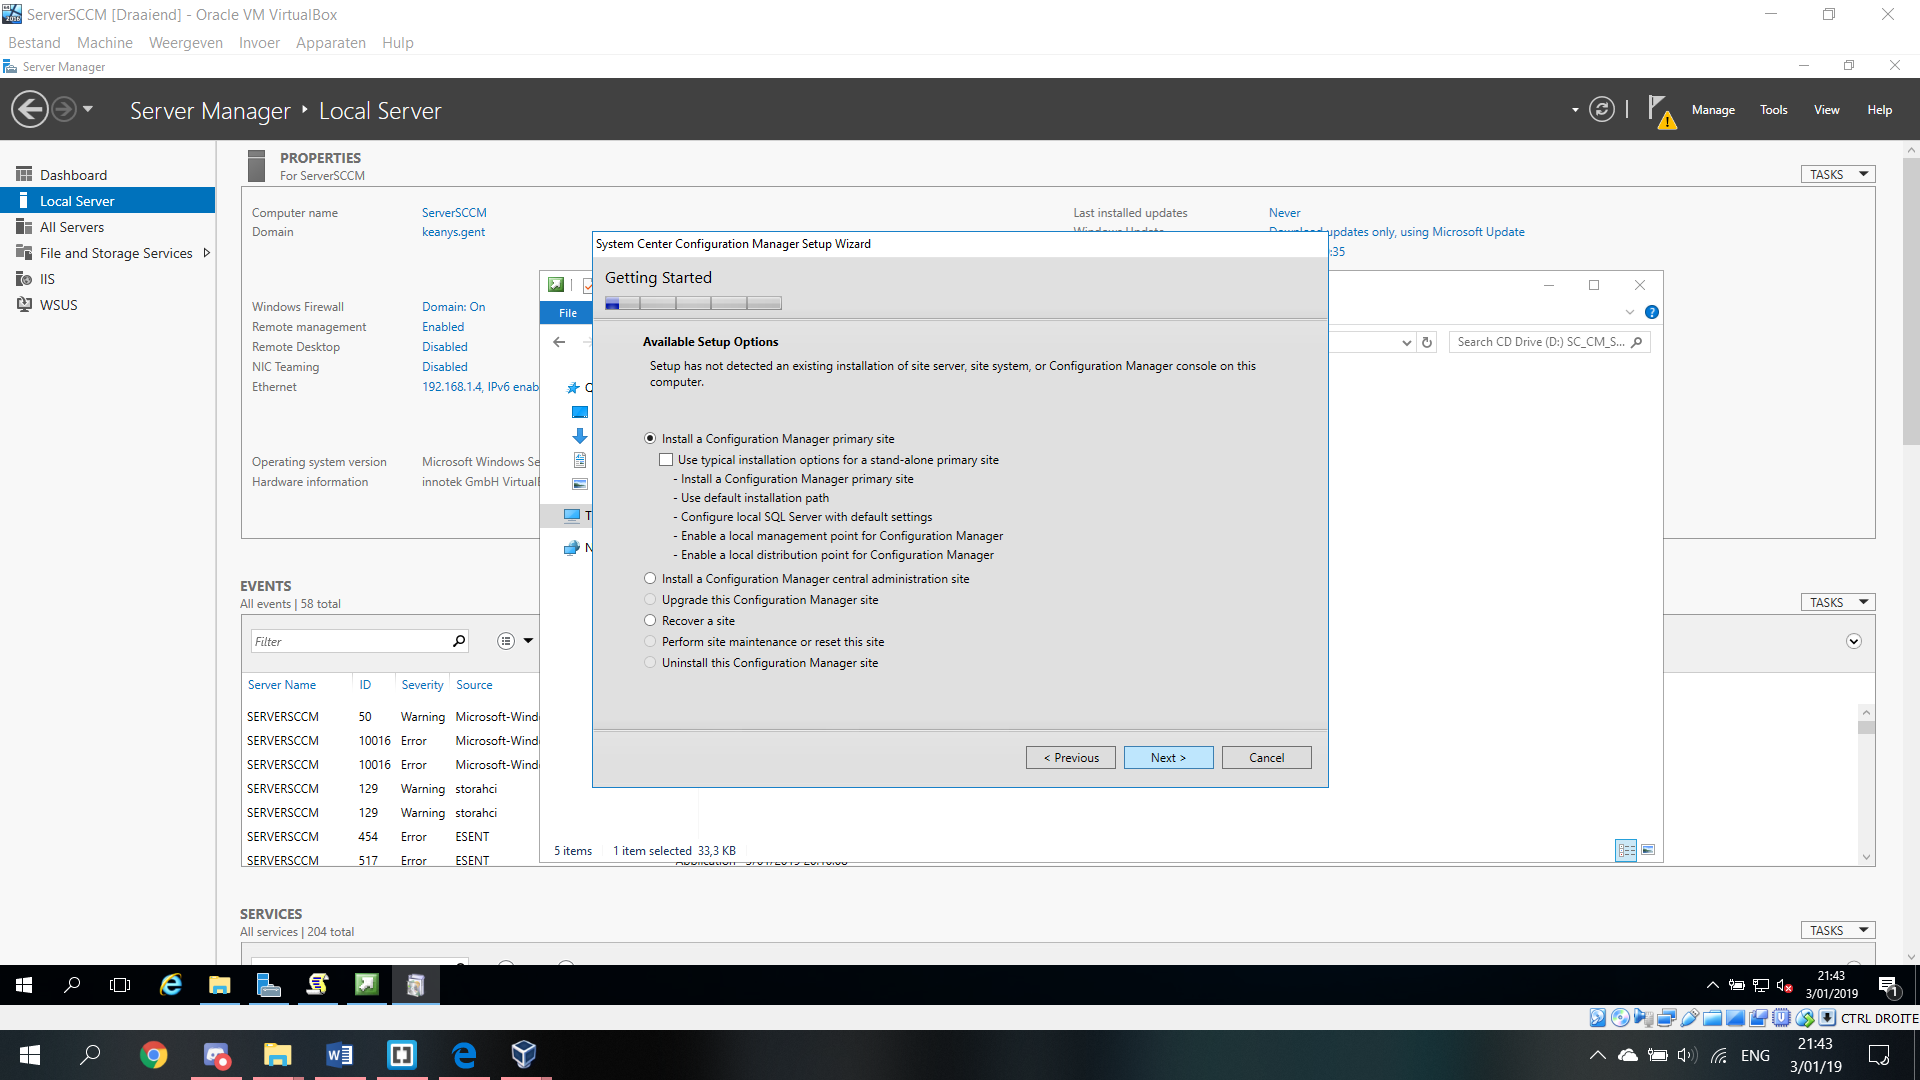 ServerSCCM [Draaiend] - Oracle VM VirtualBox
Bestand Machine Weergeven Invoer Apparaten Hulp
Server Manager
Server Manager ‣ Local Server
Manage Tools View Help
Dashboard
Local Server
All Servers
File and Storage Services
IIS
WSUS
PROPERTIES
For ServerSCCM
TASKS
Computer name ServerSCCM
Domain keanys.gent
Last installed updates Never
Download updates only, using Microsoft Update
:35
Windows Firewall Domain: On
Remote management Enabled
Remote Desktop Disabled
NIC Teaming Disabled
Ethernet 192.168.1.4, IPv6 enab
Operating system version Microsoft Windows Se
Hardware information innotek GmbH Virtual
File
Search CD Drive (D:) SC_CM_S...
System Center Configuration Manager Setup Wizard
Getting Started
Available Setup Options
Setup has not detected an existing installation of site server, site system, or Configuration Manager console on this
computer.
Install a Configuration Manager primary site
Use typical installation options for a stand-alone primary site
- Install a Configuration Manager primary site
- Use default installation path
- Configure local SQL Server with default settings
- Enable a local management point for Configuration Manager
- Enable a local distribution point for Configuration Manager
Install a Configuration Manager central administration site
Upgrade this Configuration Manager site
Recover a site
Perform site maintenance or reset this site
Uninstall this Configuration Manager site
< Previous Next > Cancel
5 items 1 item selected 33,3 KB
EVENTS
All events | 58 total
TASKS
Filter
Server Name ID Severity Source
SERVERSCCM 50 Warning Microsoft-Wind
SERVERSCCM 10016 Error Microsoft-Wind
SERVERSCCM 10016 Error Microsoft-Wind
SERVERSCCM 129 Warning storahci
SERVERSCCM 129 Warning storahci
SERVERSCCM 454 Error ESENT
SERVERSCCM 517 Error ESENT
SERVICES
All services | 204 total
TASKS
21:43
3/01/2019
1
CTRL DROITE
ENG
21:43
3/01/19